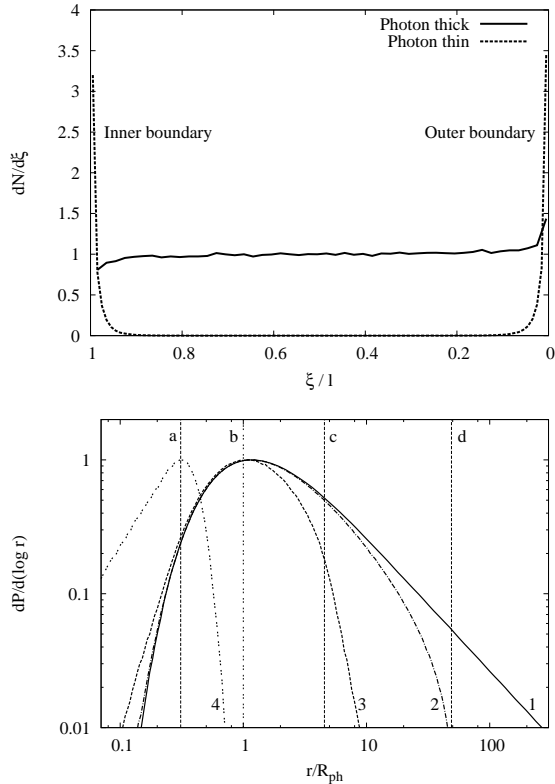 4
3.5
3
2.5
2
1.5
1
0.5
0
dN/dξ
Photon thick
Photon thin
Inner boundary
Outer boundary
1
0.8
0.6
0.4
0.2
0
ξ / l
a
b
c
d
1
0.1
0.01
dP/d(log r)
4
3
2
1
0.1
1
10
100
r/R_ph